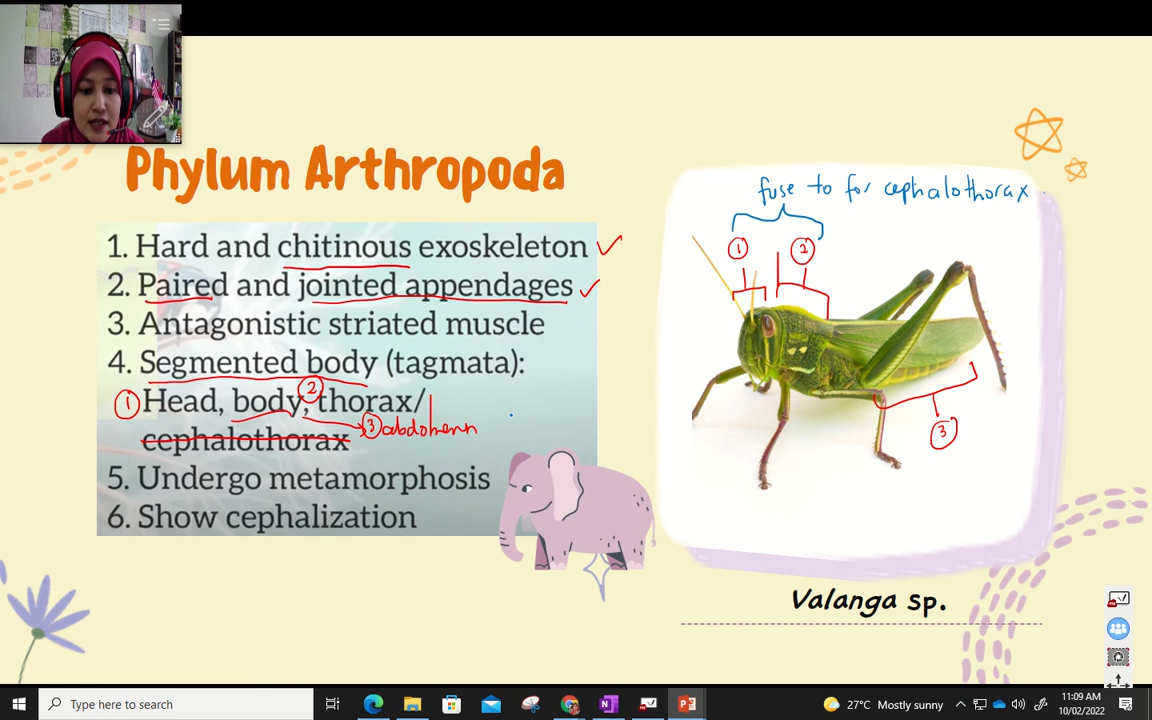 Phylum Arthropoda
1. Hard and chitinous exoskeleton
2. Paired and jointed appendages
3. Antagonistic striated muscle
4. Segmented body (tagmata):
① Head, body, ② thorax/
cephalothorax ③ abdomenn
5. Undergo metamorphosis
6. Show cephalization
fuse to for cephalothorax
① ②
③
Valanga sp.
Type here to search
27°C Mostly sunny
11:09 AM
10/02/2022